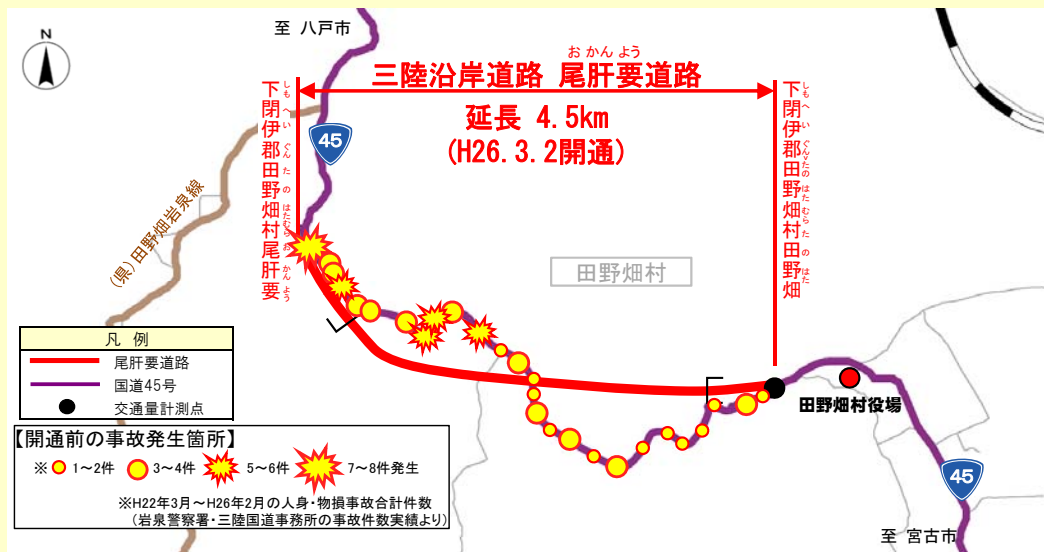 N
至 八戸市
おかんよう
三陸沿岸道路 尾肝要道路
延長 4.5km
(H26.3.2開通)
45
下閉伊郡田野畑村尾肝要
しもへいぐんたのはたむらおかんよう
下閉伊郡田野畑村田野畑
しもへいぐんたのはたむらたのはた
(県)田野畑岩泉線
田野畑村
凡 例
尾肝要道路
国道45号
交通量計測点
田野畑村役場
45
至 宮古市
【開通前の事故発生箇所】
※ 1～2件 3～4件 5～6件 7～8件発生
※H22年3月～H26年2月の人身・物損事故合計件数
(岩泉警察署・三陸国道事務所の事故件数実績より)